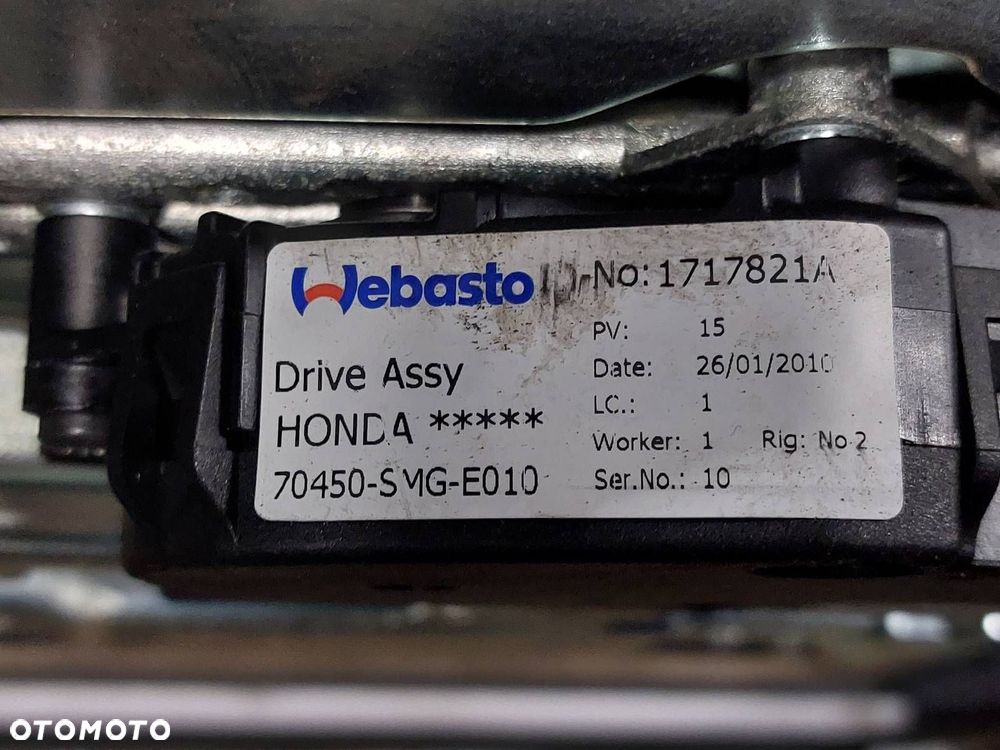 Webasto
ID-No: 1717821A
Drive Assy
HONDA *****
70450-SMG-E010
PV: 15
Date: 26/01/2010
LC.: 1
Worker: 1 Rig: No 2
Ser.No.: 10
OTOMOTO